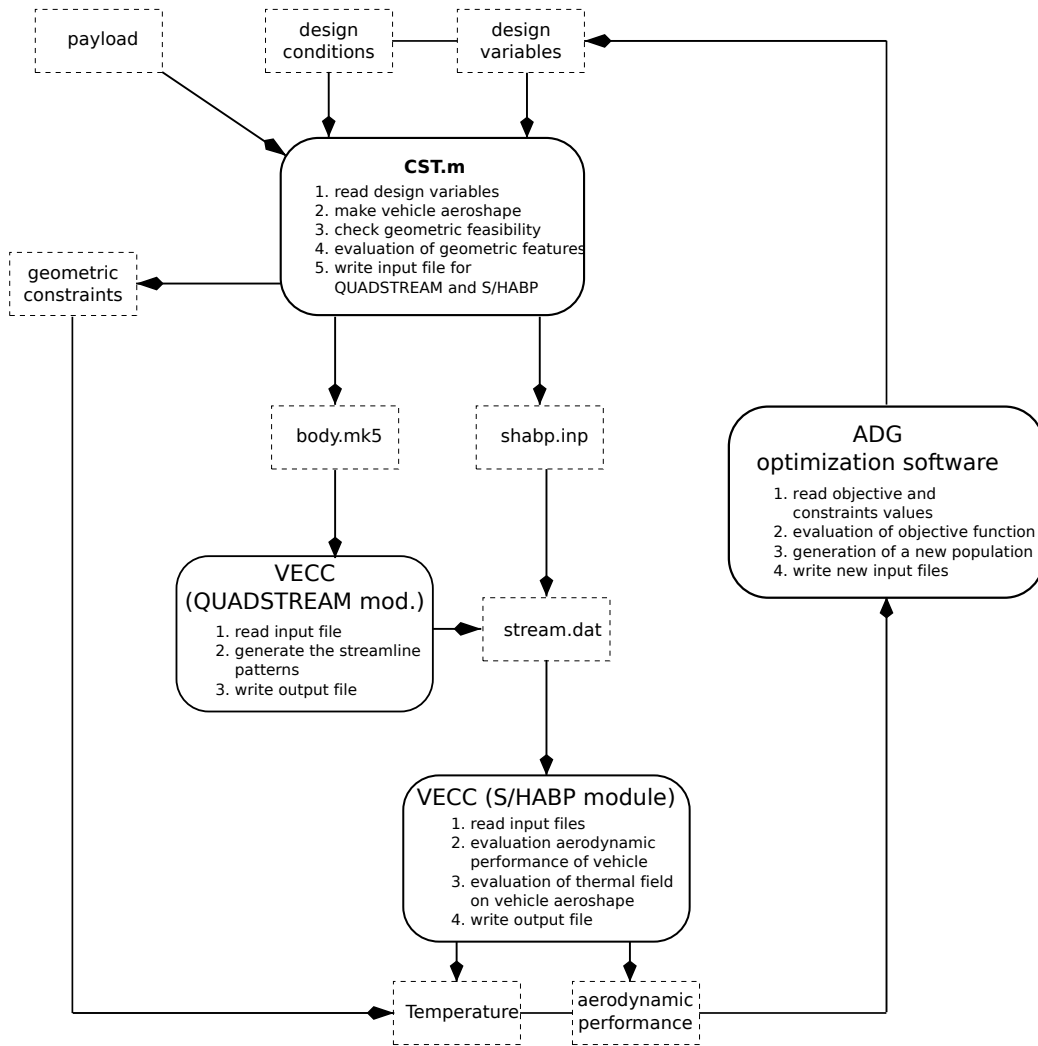 payload
design
conditions
design
variables
CST.m
1. read design variables
2. make vehicle aeroshape
3. check geometric feasibility
4. evaluation of geometric features
5. write input file for
QUADSTREAM and S/HABP
geometric
constraints
body.mk5
shabp.inp
ADG
optimization software
1. read objective and
constraints values
2. evaluation of objective function
3. generation of a new population
4. write new input files
VECC
(QUADSTREAM mod.)
1. read input file
2. generate the streamline
patterns
3. write output file
stream.dat
VECC (S/HABP module)
1. read input files
2. evaluation aerodynamic
performance of vehicle
3. evaluation of thermal field
on vehicle aeroshape
4. write output file
Temperature
aerodynamic
performance